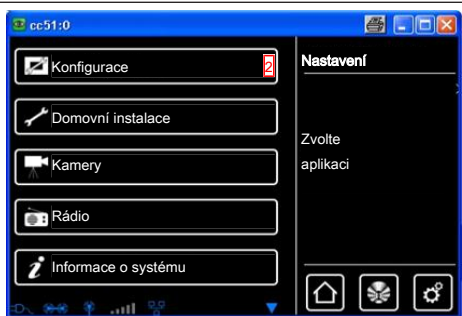 cc51:0
Konfigurace 2
Domovní instalace
Kamery
Rádio
Informace o systému
Nastavení
Zvolte
aplikaci